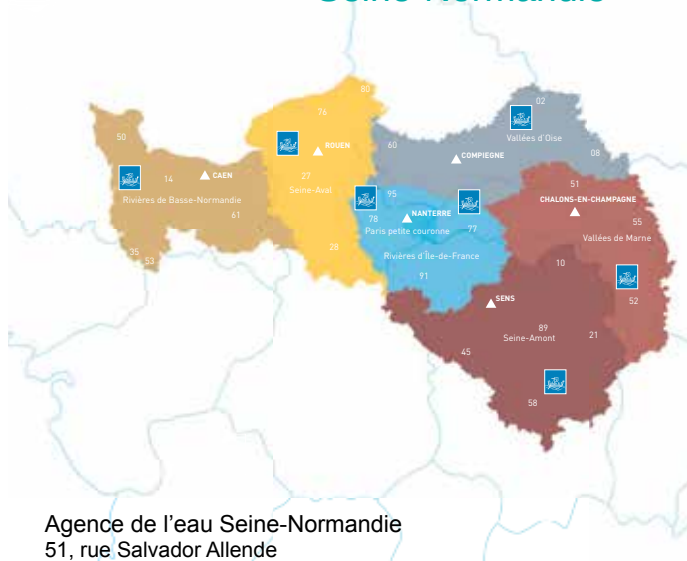 Seine-Normandie
80
76
02
50
ROUEN
Vallées d'Oise
60
COMPIEGNE
08
14
CAEN
27
Seine-Aval
51
95
CHALONS-EN-CHAMPAGNE
Rivières de Basse-Normandie
61
78
NANTERRE
77
55
Paris petite couronne
Vallées de Marne
35
53
28
Rivières d'Île-de-France
10
91
SENS
52
89
21
Seine-Amont
45
58
Agence de l'eau Seine-Normandie
51, rue Salvador Allende